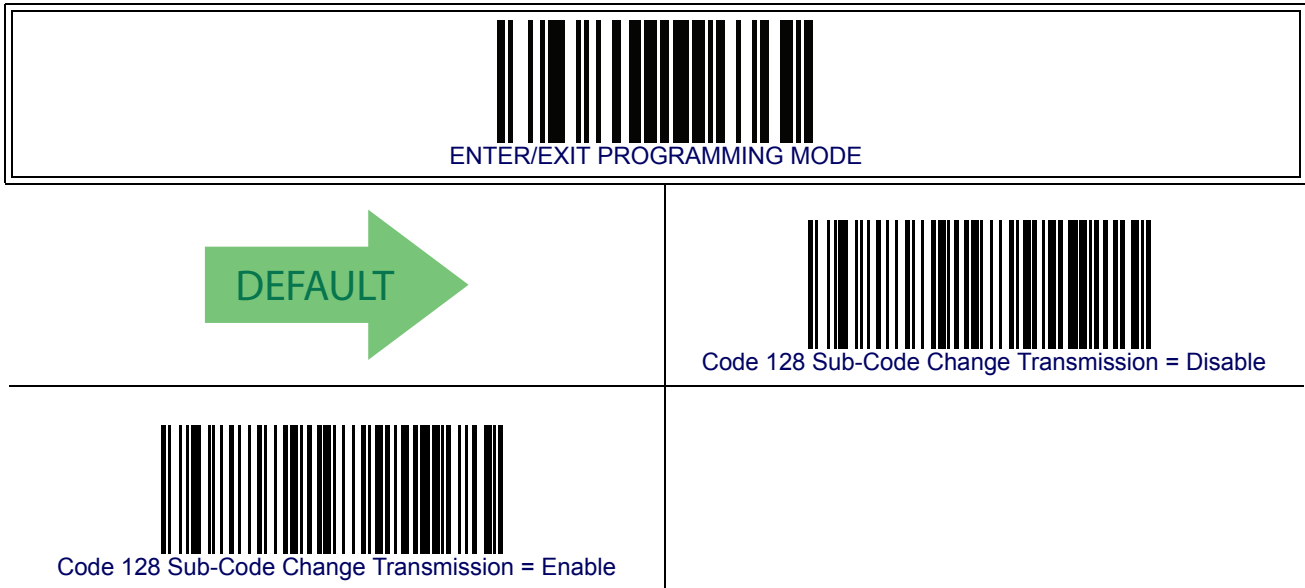 ENTER/EXIT PROGRAMMING MODE
DEFAULT
Code 128 Sub-Code Change Transmission = Disable
Code 128 Sub-Code Change Transmission = Enable